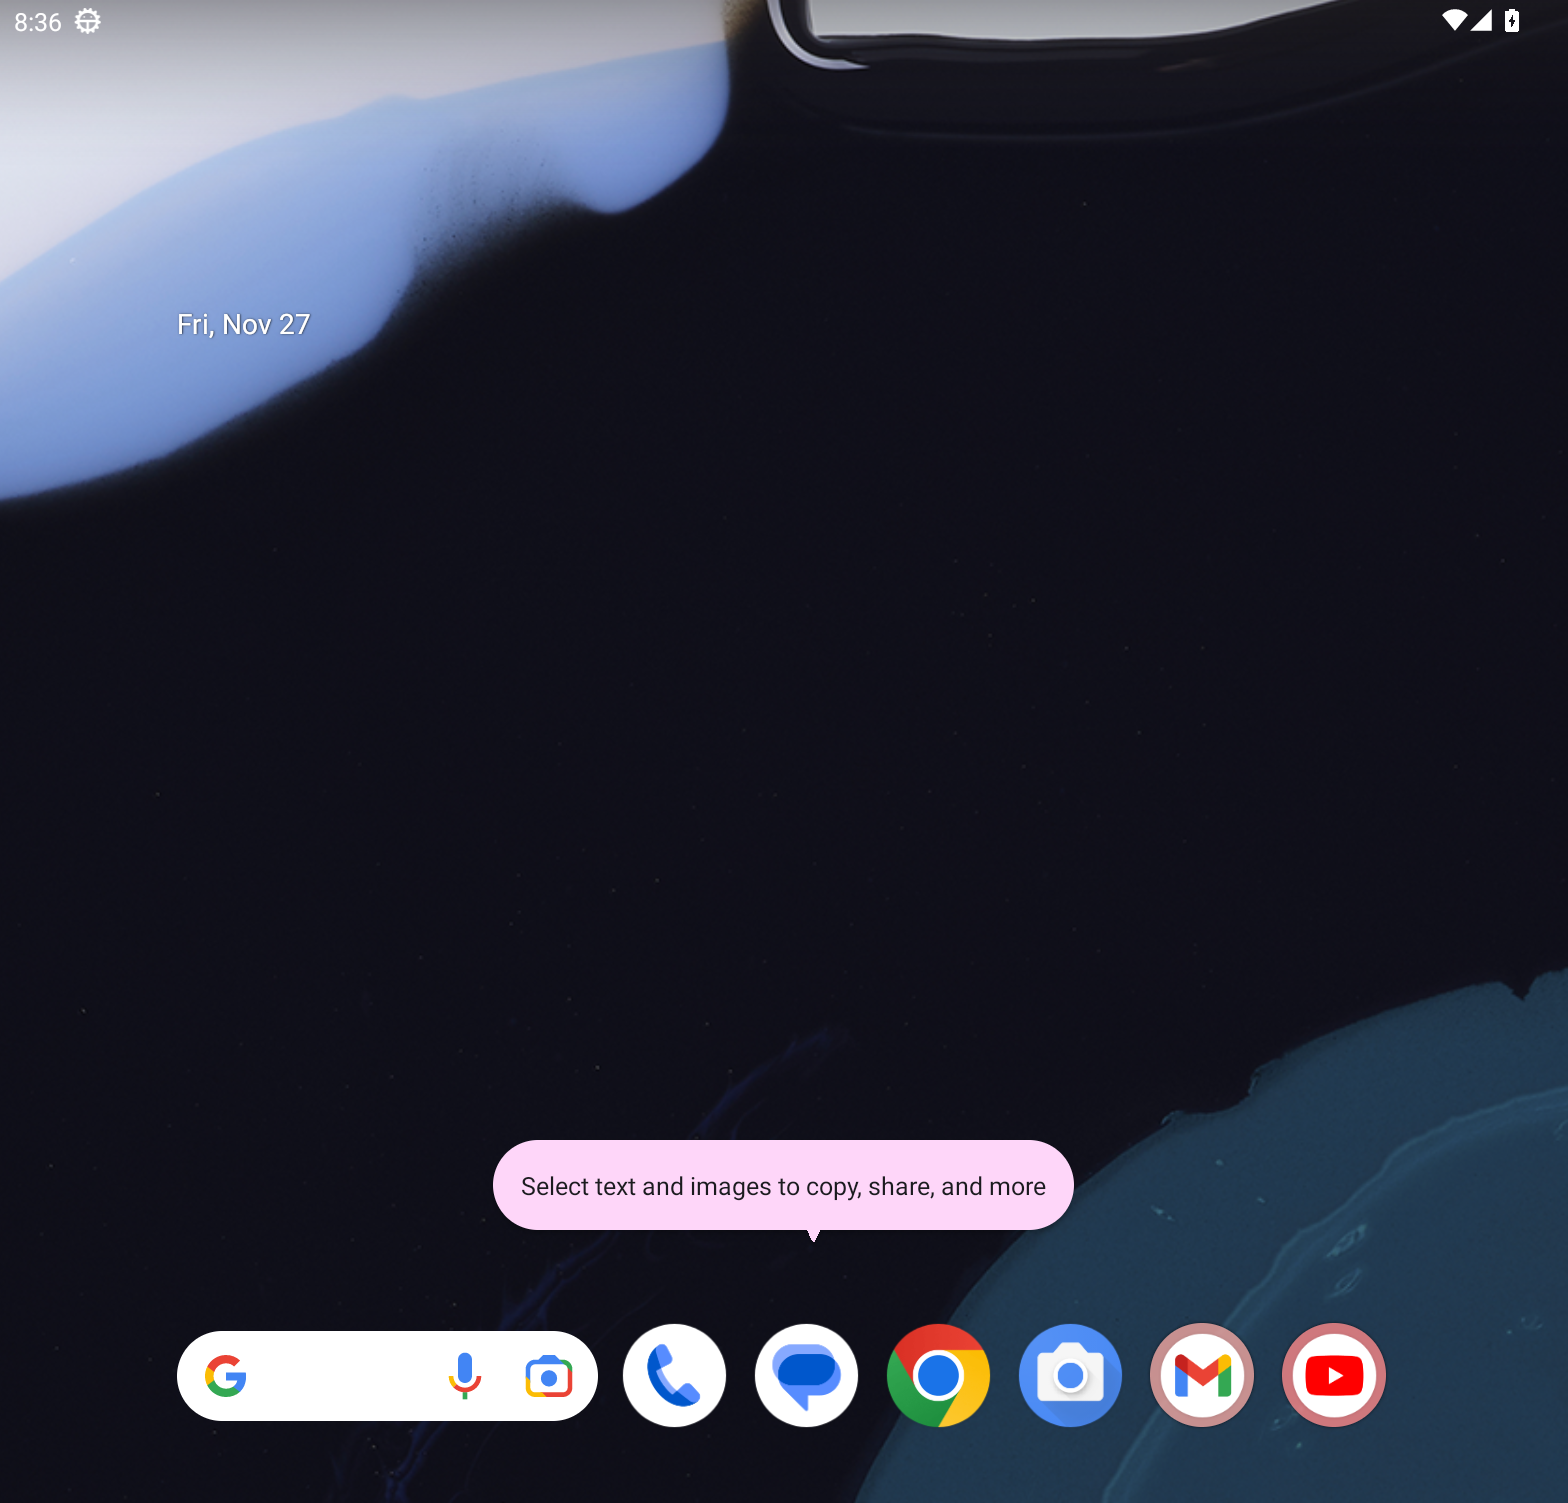 8:36
Fri, Nov 27
Select text and images to copy, share, and more